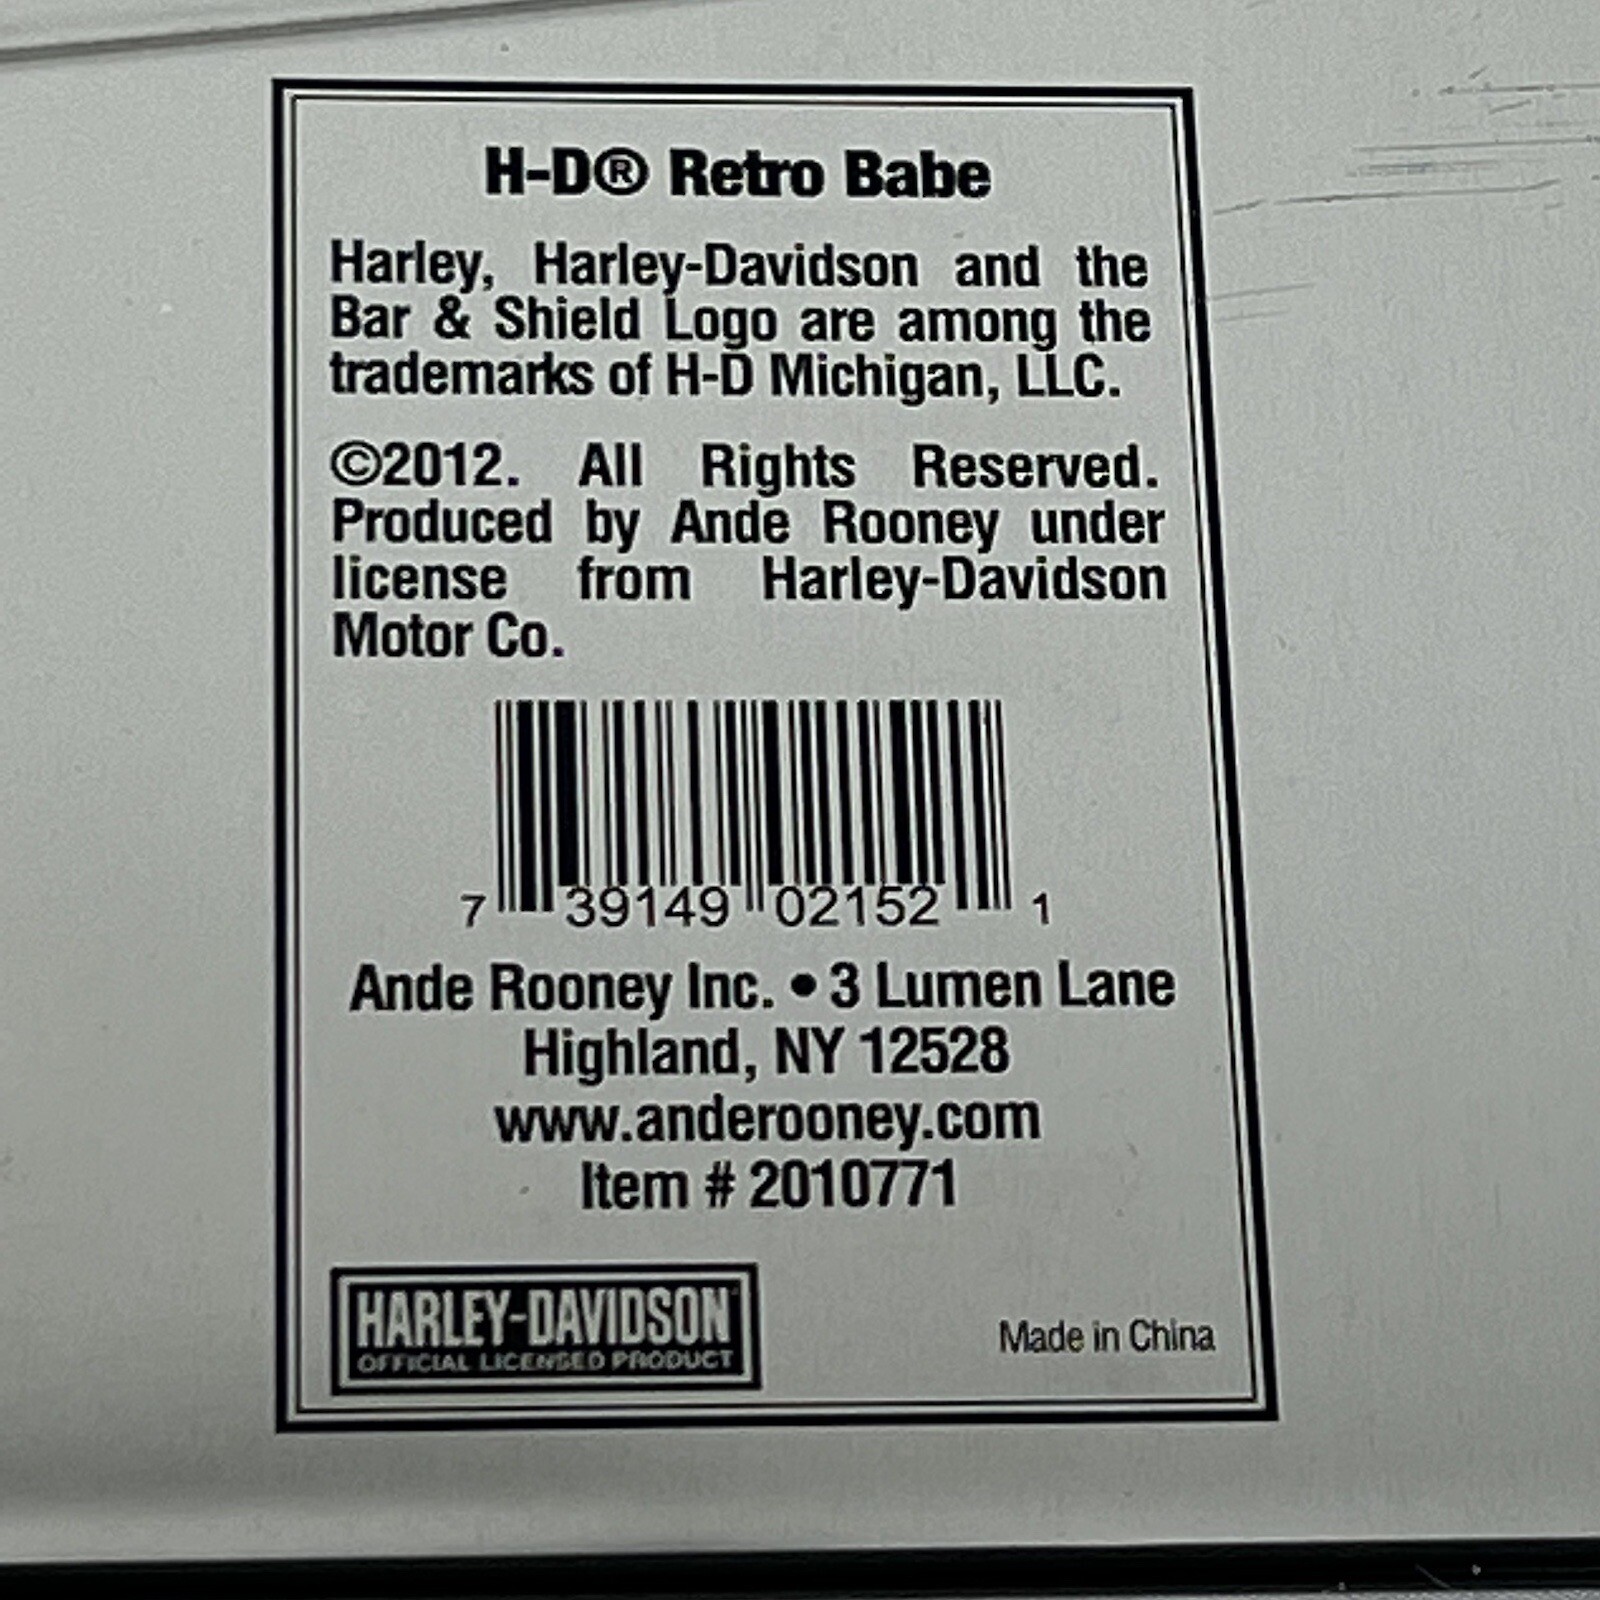 H-D® Retro Babe
Harley, Harley-Davidson and the
Bar & Shield Logo are among the
trademarks of H-D Michigan, LLC.
©2012. All Rights Reserved.
Produced by Ande Rooney under
license from Harley-Davidson
Motor Co.
7 39149 02152 1
Ande Rooney Inc. • 3 Lumen Lane
Highland, NY 12528
www.anderooney.com
Item # 2010771
HARLEY-DAVIDSON
OFFICIAL LICENSED PRODUCT
Made in China